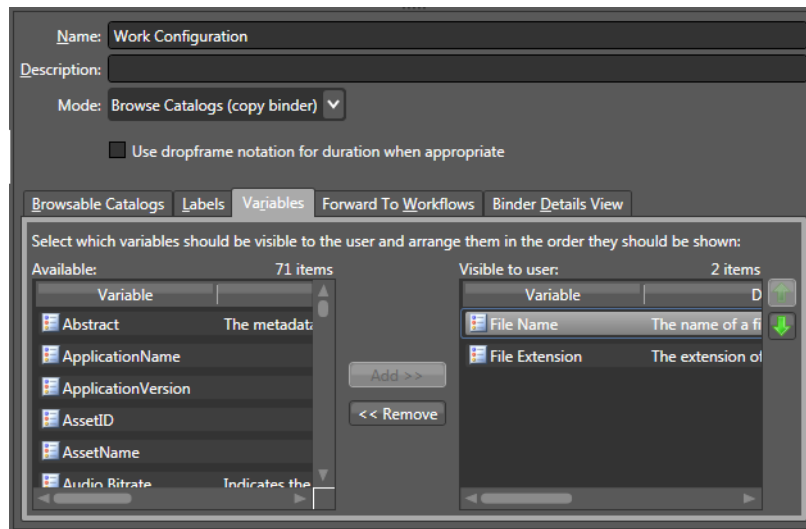 Name: Work Configuration
Description:
Mode: Browse Catalogs (copy binder)
Use dropframe notation for duration when appropriate
Browsable Catalogs Labels Variables Forward To Workflows Binder Details View
Select which variables should be visible to the user and arrange them in the order they should be shown:
Available: 71 items Visible to user: 2 items
Variable Variable D
Abstract The metadata File Name The name of a fi
ApplicationName File Extension The extension of
ApplicationVersion Add >>
AssetID << Remove
AssetName
Audio Bitrate Indicates the